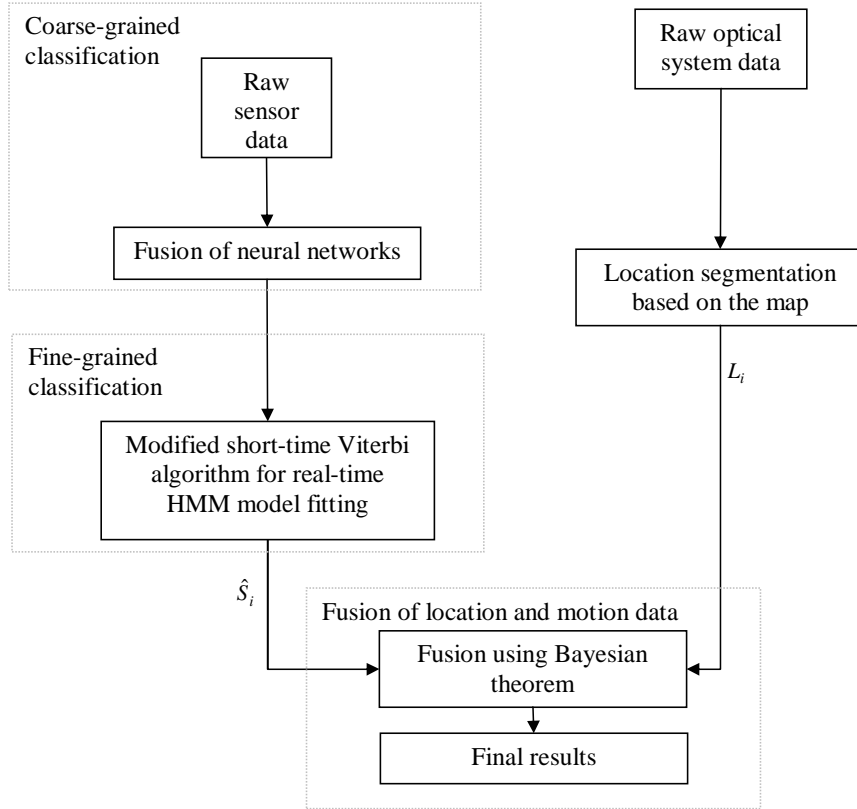 Coarse-grained
classification
Raw
sensor
data
Fusion of neural networks
Raw optical
system data
Location segmentation
based on the map
L_i
Fine-grained
classification
Modified short-time Viterbi
algorithm for real-time
HMM model fitting
Ŝ_i
Fusion of location and motion data
Fusion using Bayesian
theorem
Final results